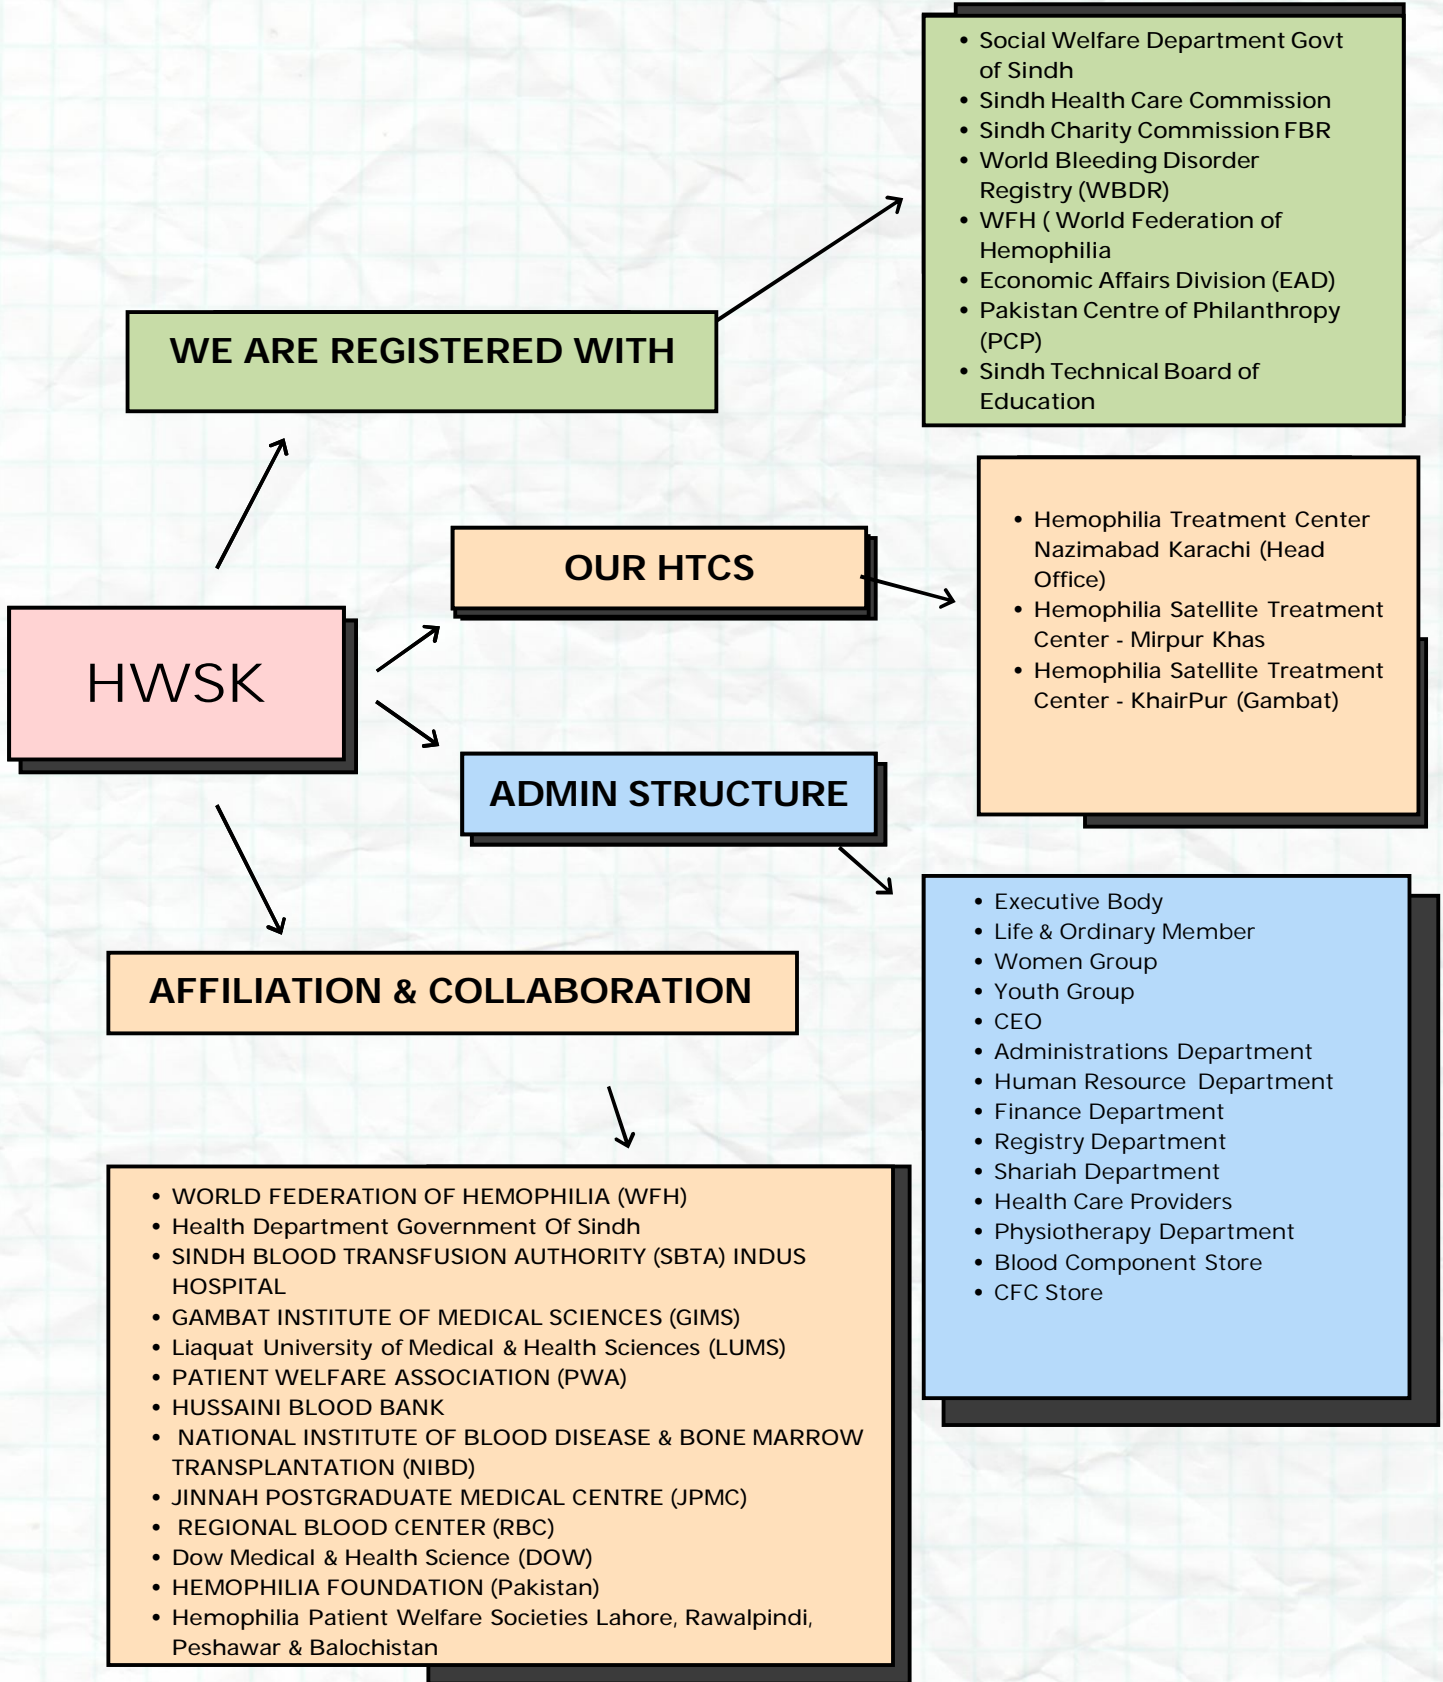 • Social Welfare Department Govt
of Sindh
• Sindh Health Care Commission
• Sindh Charity Commission FBR
• World Bleeding Disorder
Registry (WBDR)
• WFH ( World Federation of
Hemophilia
• Economic Affairs Division (EAD)
• Pakistan Centre of Philanthropy
(PCP)
• Sindh Technical Board of
Education
WE ARE REGISTERED WITH
OUR HTCS
• Hemophilia Treatment Center
Nazimabad Karachi (Head
Office)
• Hemophilia Satellite Treatment
Center - Mirpur Khas
• Hemophilia Satellite Treatment
Center - KhairPur (Gambat)
HWSK
ADMIN STRUCTURE
• Executive Body
• Life & Ordinary Member
• Women Group
• Youth Group
• CEO
• Administrations Department
• Human Resource Department
• Finance Department
• Registry Department
• Shariah Department
• Health Care Providers
• Physiotherapy Department
• Blood Component Store
• CFC Store
AFFILIATION & COLLABORATION
• WORLD FEDERATION OF HEMOPHILIA (WFH)
• Health Department Government Of Sindh
• SINDH BLOOD TRANSFUSION AUTHORITY (SBTA) INDUS
HOSPITAL
• GAMBAT INSTITUTE OF MEDICAL SCIENCES (GIMS)
• Liaquat University of Medical & Health Sciences (LUMS)
• PATIENT WELFARE ASSOCIATION (PWA)
• HUSSAINI BLOOD BANK
• NATIONAL INSTITUTE OF BLOOD DISEASE & BONE MARROW
TRANSPLANTATION (NIBD)
• JINNAH POSTGRADUATE MEDICAL CENTRE (JPMC)
• REGIONAL BLOOD CENTER (RBC)
• Dow Medical & Health Science (DOW)
• HEMOPHILIA FOUNDATION (Pakistan)
• Hemophilia Patient Welfare Societies Lahore, Rawalpindi,
Peshawar & Balochistan